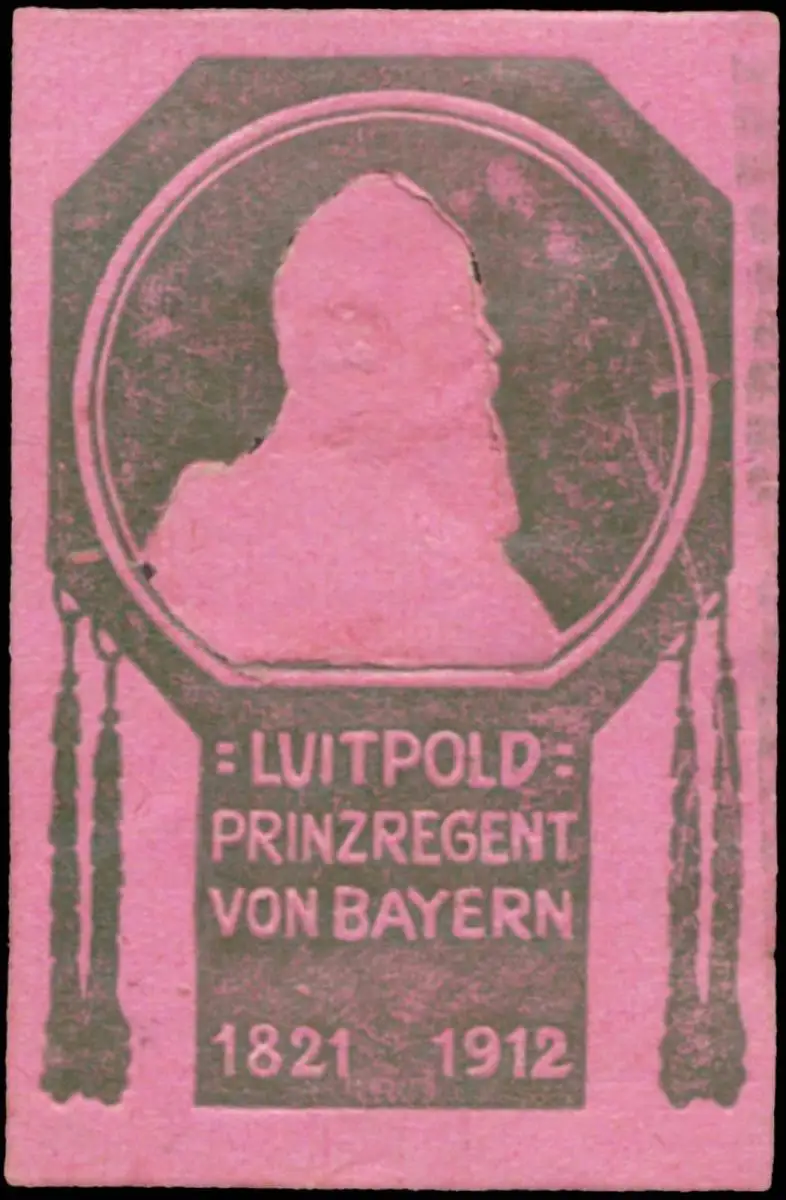 : LUITPOLD :
PRINZREGENT
VON BAYERN
1821 1912